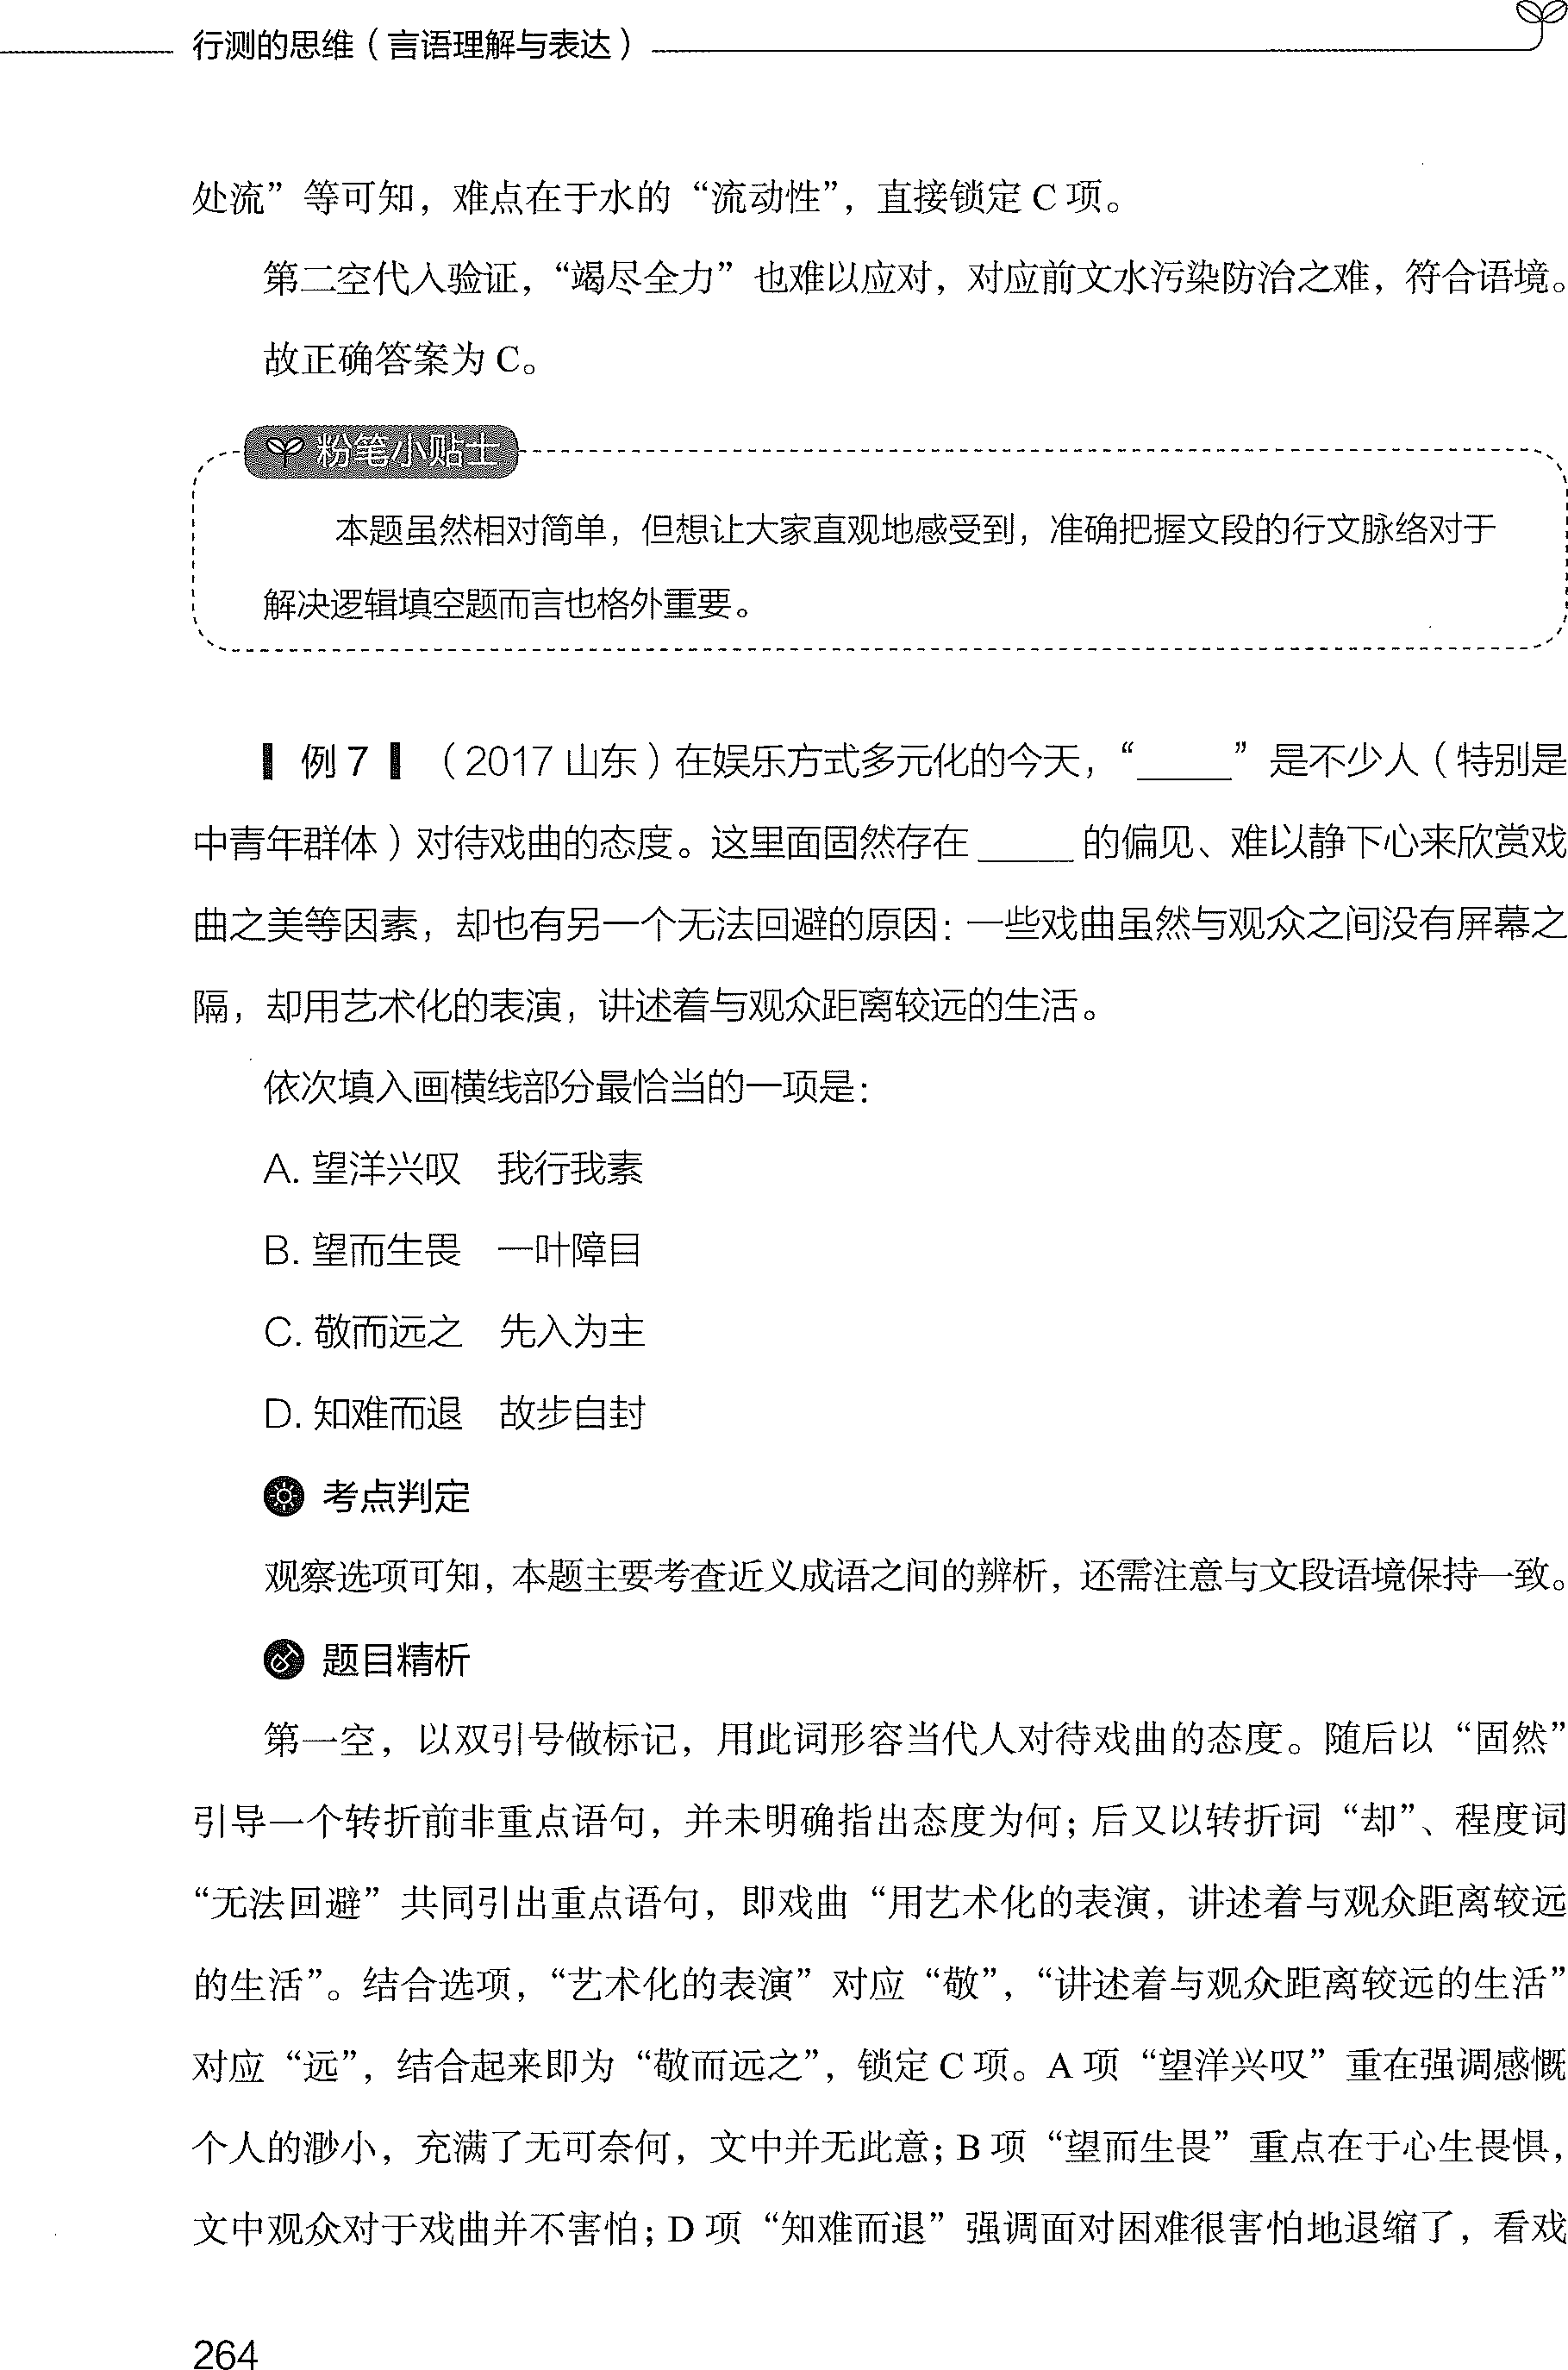 行测的思维（言语理解与表达）
处流”等可知，难点在于水的“流动性”，直接锁定 C 项。
第二空代入验证，“竭尽全力”也难以应对，对应前文水污染防治之难，符合语境。
故正确答案为 C。
粉笔小贴士
本题虽然相对简单，但想让大家直观地感受到，准确把握文段的行文脉络对于
解决逻辑填空题而言也格外重要。
例 7 （2017 山东）在娱乐方式多元化的今天，“_____”是不少人（特别是
中青年群体）对待戏曲的态度。这里面固然存在 _____ 的偏见、难以静下心来欣赏戏
曲之美等因素，却也有另一个无法回避的原因：一些戏曲虽然与观众之间没有屏幕之
隔，却用艺术化的表演，讲述着与观众距离较远的生活。
依次填入画横线部分最恰当的一项是：
A. 望洋兴叹 我行我素
B. 望而生畏 一叶障目
C. 敬而远之 先入为主
D. 知难而退 故步自封
考点判定
观察选项可知，本题主要考查近义成语之间的辨析，还需注意与文段语境保持一致。
题目精析
第一空，以双引号做标记，用此词形容当代人对待戏曲的态度。随后以“固然”
引导一个转折前非重点语句，并未明确指出态度为何；后又以转折词“却”、程度词
“无法回避”共同引出重点语句，即戏曲“用艺术化的表演，讲述着与观众距离较远
的生活”。结合选项，“艺术化的表演”对应“敬”，“讲述着与观众距离较远的生活”
对应“远”，结合起来即为“敬而远之”，锁定 C 项。A 项“望洋兴叹”重在强调感慨
个人的渺小，充满了无可奈何，文中并无此意；B 项“望而生畏”重点在于心生畏惧，
文中观众对于戏曲并不害怕；D 项“知难而退”强调面对困难很害怕地退缩了，看戏
264